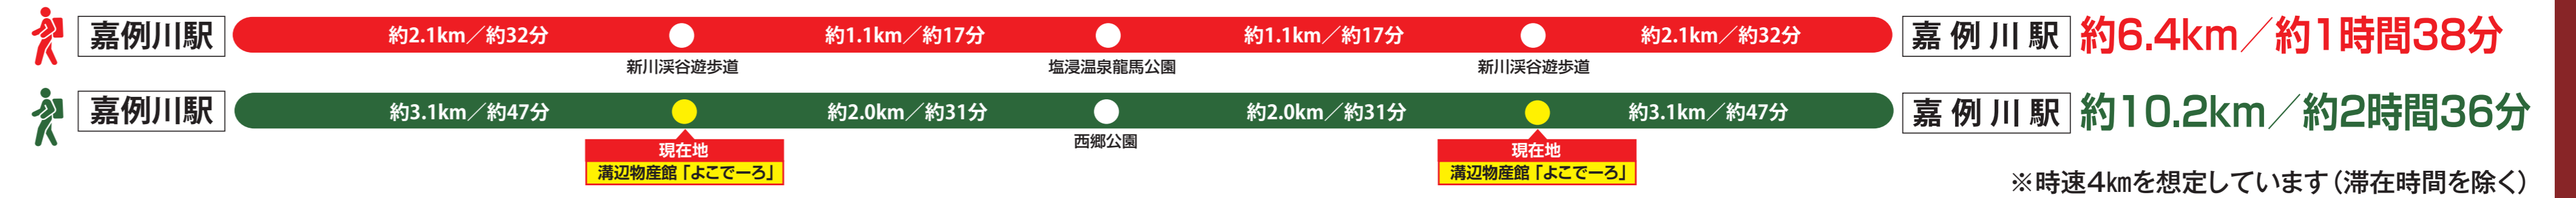 嘉例川駅 約2.1km／約32分 約1.1km／約17分 約1.1km／約17分 約2.1km／約32分 嘉例川駅 約6.4km／約1時間38分
新川渓谷遊歩道 塩浸温泉龍馬公園 新川渓谷遊歩道
嘉例川駅 約3.1km／約47分 約2.0km／約31分 約2.0km／約31分 約3.1km／約47分 嘉例川駅 約10.2km／約2時間36分
西郷公園
現在地 現在地
溝辺物産館「よこでーろ」 溝辺物産館「よこでーろ」
※時速4㎞を想定しています（滞在時間を除く）